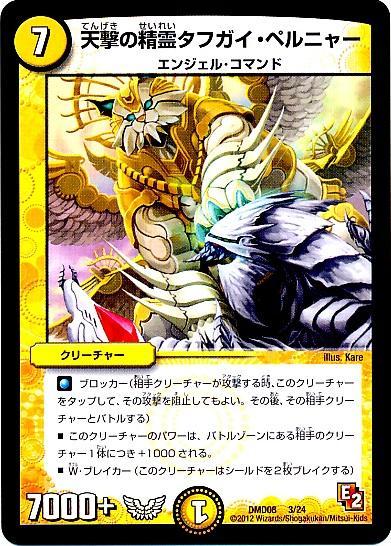 7
てんげき せいれい
天撃の精霊タフガイ・ペルニャー
エンジェル・コマンド
クリーチャー
illus. Kare
ブロッカー(相手クリーチャーが攻撃する時、このクリーチャー
をタップして、その攻撃を阻止してもよい。その後、その相手クリ
ーチャーとバトルする)
■ このクリーチャーのパワーは、バトルゾーンにある相手のクリー
チャー1体につき+1000される。
■ W・ブレイカー(このクリーチャーはシールドを2枚ブレイクする)
7000+
1
DMD06 3/24
©2012 Wizards/Shogakukan/Mitsui-Kids
E2